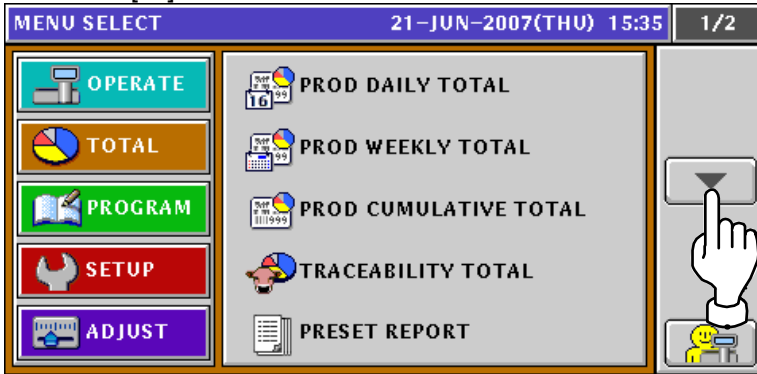 MENU SELECT 21-JUN-2007(THU) 15:35 1/2
OPERATE
TOTAL
PROGRAM
SETUP
ADJUST
PROD DAILY TOTAL
PROD WEEKLY TOTAL
PROD CUMULATIVE TOTAL
TRACEABILITY TOTAL
PRESET REPORT